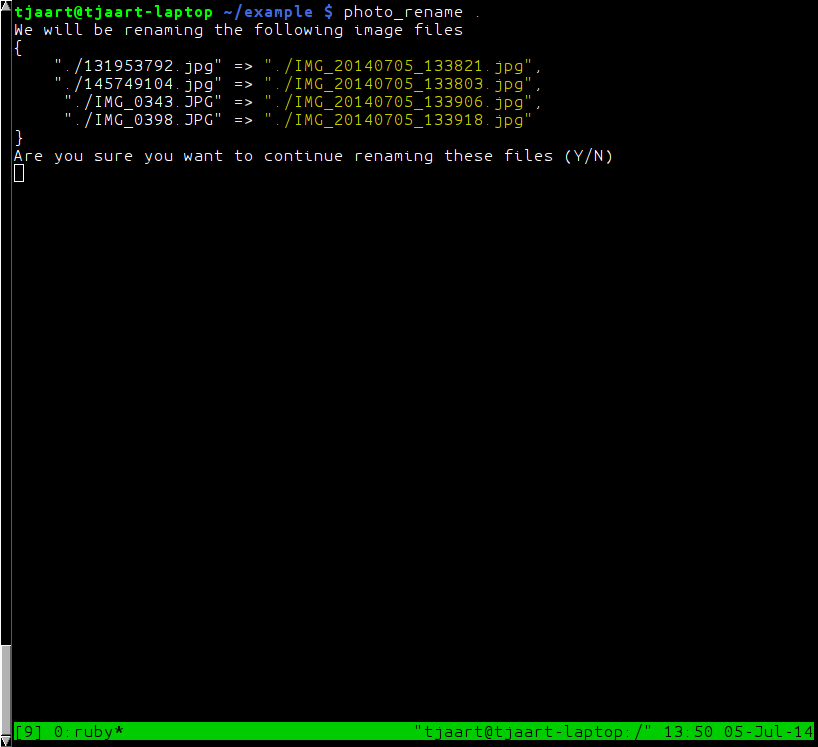 tjaart@tjaart-laptop ~/example $ photo_rename .
We will be renaming the following image files
{
    "./131953792.jpg" => "./IMG_20140705_133821.jpg",
    "./145749104.jpg" => "./IMG_20140705_133803.jpg",
     "./IMG_0343.JPG" => "./IMG_20140705_133906.jpg",
     "./IMG_0398.JPG" => "./IMG_20140705_133918.jpg"
}
Are you sure you want to continue renaming these files (Y/N)
[9] 0:ruby* "tjaart@tjaart-laptop:/" 13:50 05-Jul-14